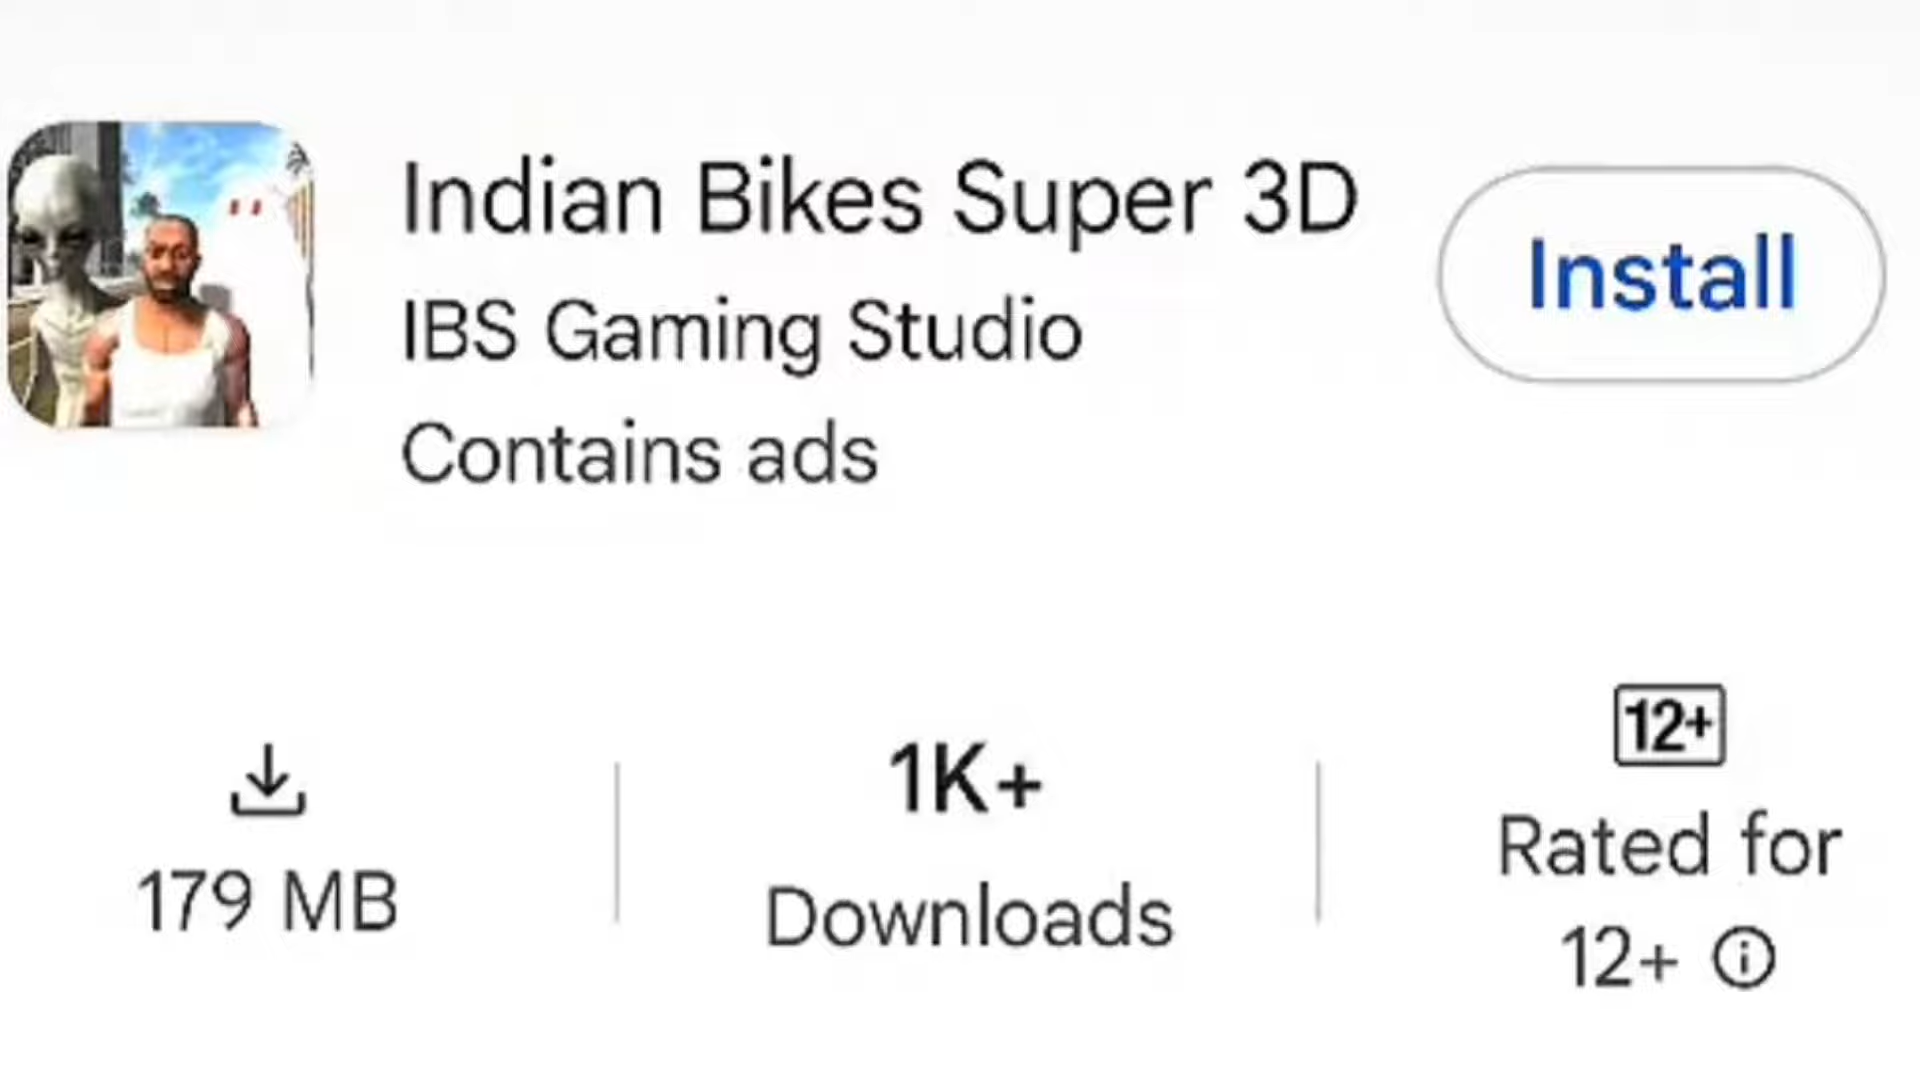 Indian Bikes Super 3D
IBS Gaming Studio
Contains ads
Install
179 MB
1K+
Downloads
12+
Rated for
12+